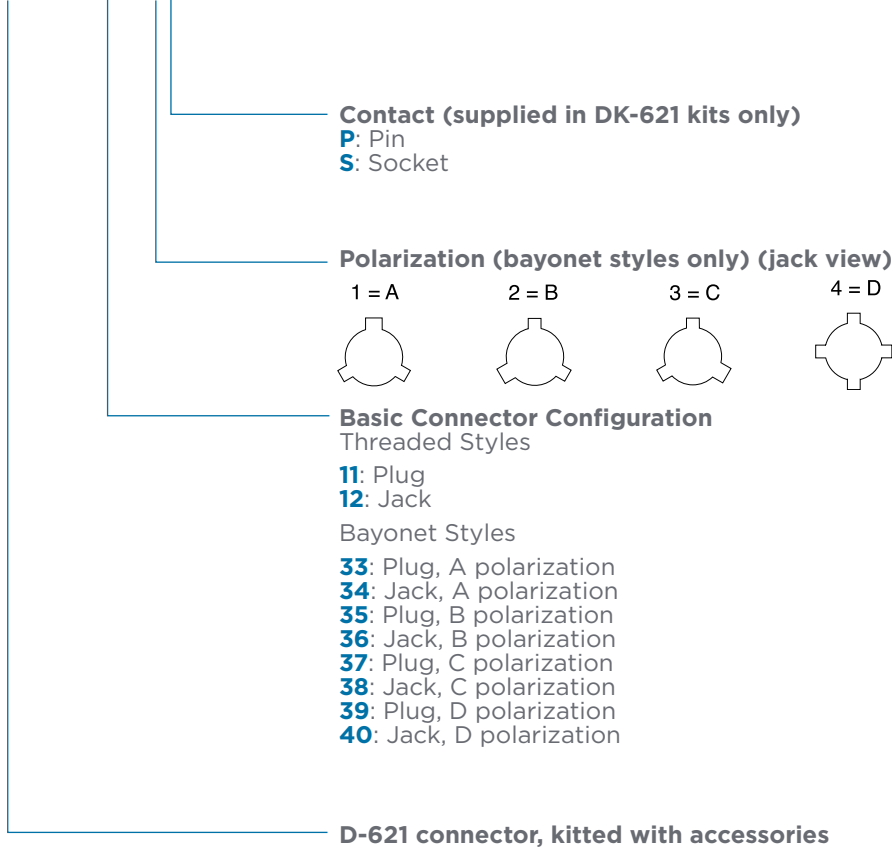 Contact (supplied in DK-621 kits only)
P: Pin
S: Socket
Polarization (bayonet styles only) (jack view)
1 = A 2 = B 3 = C 4 = D
Basic Connector Configuration
Threaded Styles
11: Plug
12: Jack
Bayonet Styles
33: Plug, A polarization
34: Jack, A polarization
35: Plug, B polarization
36: Jack, B polarization
37: Plug, C polarization
38: Jack, C polarization
39: Plug, D polarization
40: Jack, D polarization
D-621 connector, kitted with accessories